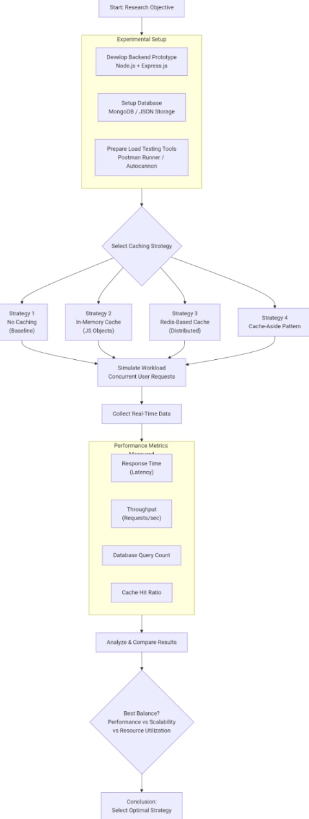 Start: Research Objective
Experimental Setup
Develop Backend Prototype
Node.js + Express.js
Setup Database
MongoDB / JSON Storage
Prepare Load Testing Tools
Postman Runner /
Autocannon
Select Caching Strategy
Strategy 1
No Caching
(Baseline)
Strategy 2
In-Memory Cache
(JS Objects)
Strategy 3
Redis-Based Cache
(Distributed)
Strategy 4
Cache-Aside Pattern
Simulate Workload
Concurrent User Requests
Collect Real-Time Data
Performance Metrics
Response Time
(Latency)
Throughput
(Requests/sec)
Database Query Count
Cache Hit Ratio
Analyze & Compare Results
Best Balance?
Performance vs Scalability
vs Resource Utilization
Conclusion:
Select Optimal Strategy